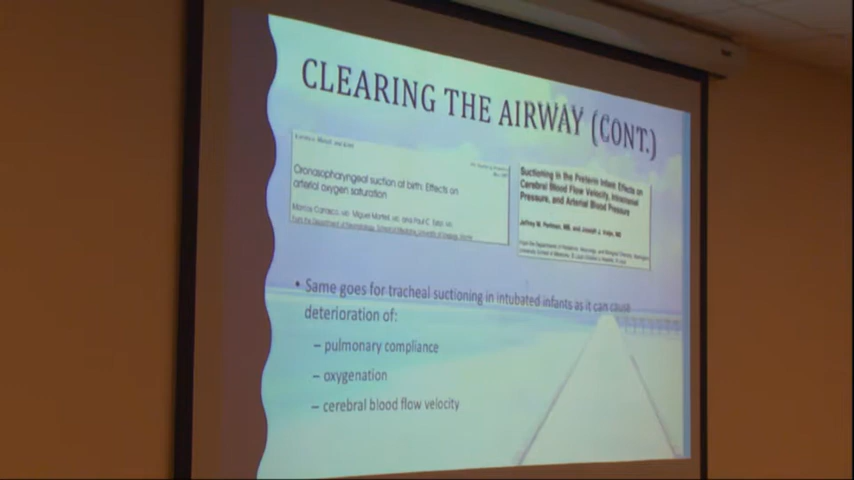 CLEARING THE AIRWAY (CONT.)
Oronasopharyngeal suction at birth: Effects on
arterial oxygen saturation
Suctioning in the Preterm Infant: Effects on
Cerebral Blood Flow Velocity, Intracranial
Pressure, and Arterial Blood Pressure
• Same goes for tracheal suctioning in intubated infants as it can cause
deterioration of:
– pulmonary compliance
– oxygenation
– cerebral blood flow velocity